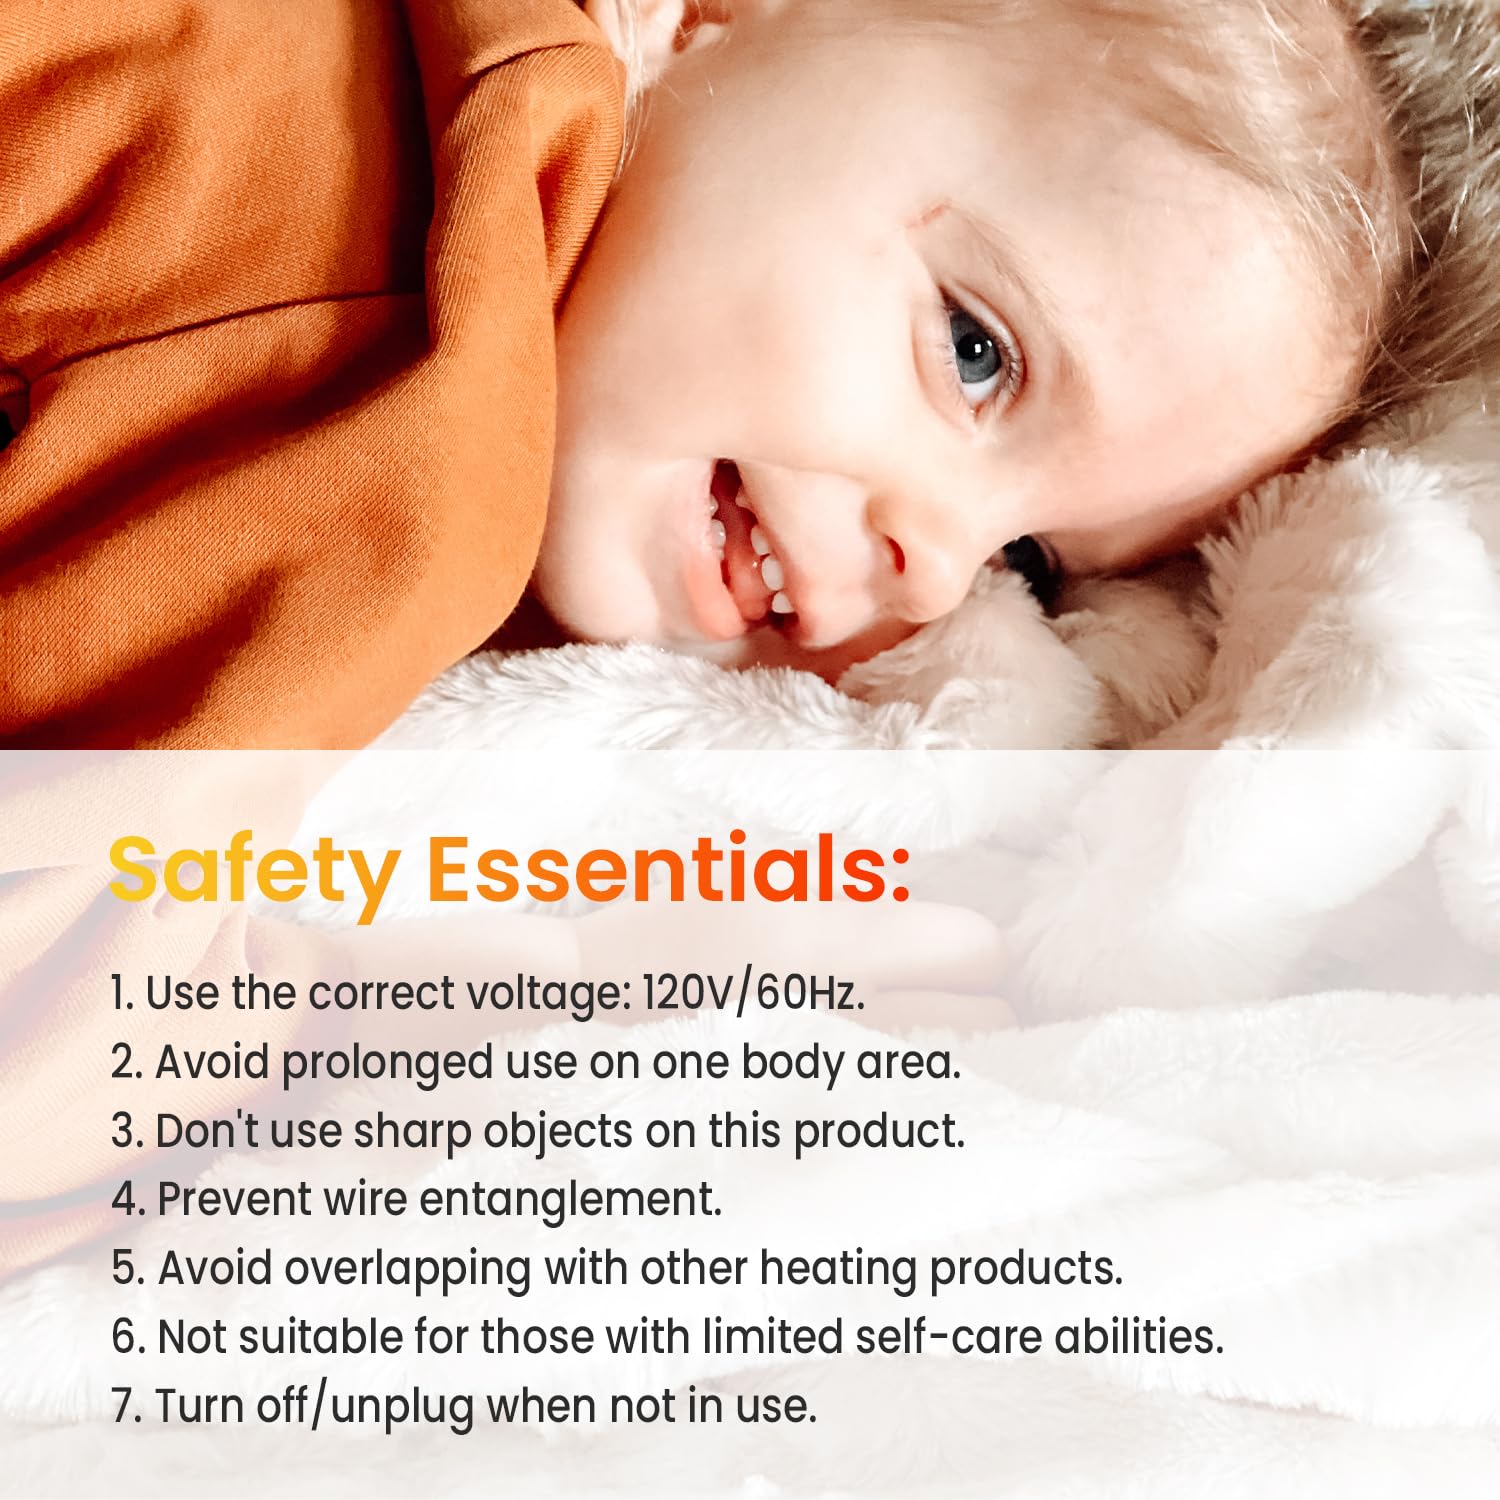 Safety Essentials:
1. Use the correct voltage: 120V/60Hz.
2. Avoid prolonged use on one body area.
3. Don't use sharp objects on this product.
4. Prevent wire entanglement.
5. Avoid overlapping with other heating products.
6. Not suitable for those with limited self-care abilities.
7. Turn off/unplug when not in use.